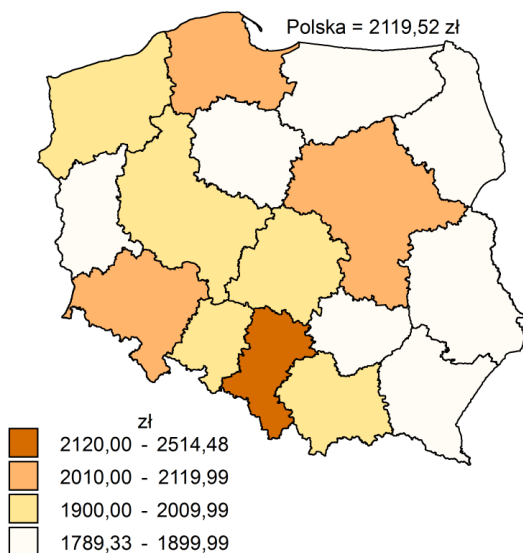 Polska = 2119,52 zł
zł
2120,00 - 2514,48
2010,00 - 2119,99
1900,00 - 2009,99
1789,33 - 1899,99